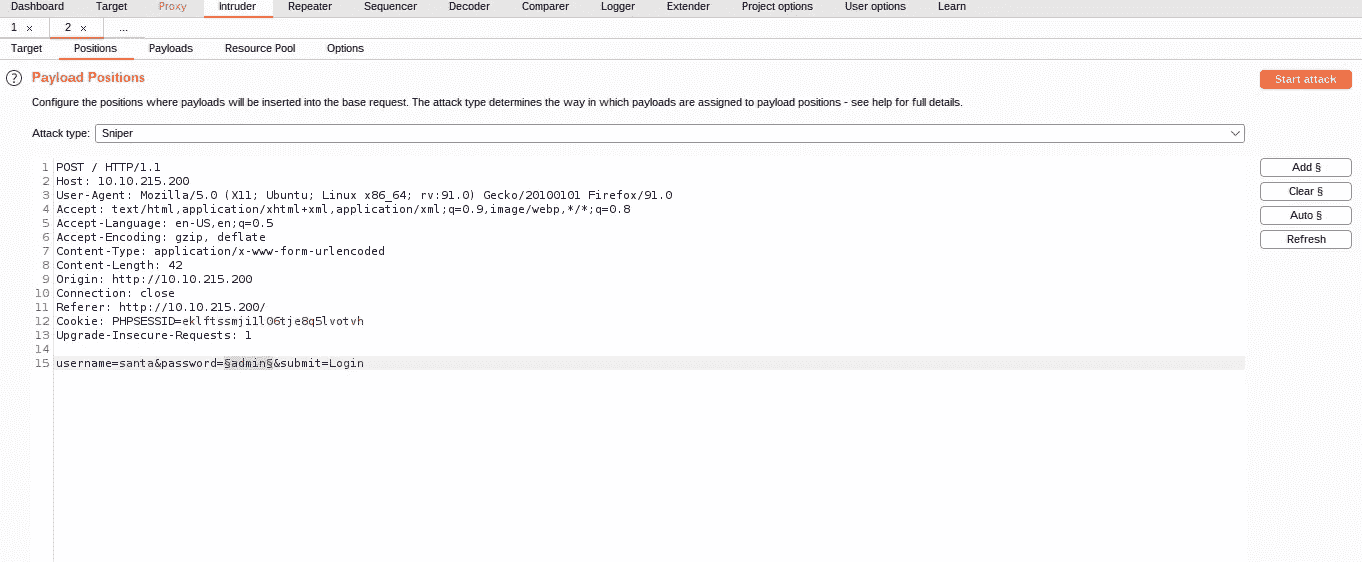 Dashboard Target Proxy Intruder Repeater Sequencer Decoder Comparer Logger Extender Project options User options Learn
1 × 2 × ...
Target Positions Payloads Resource Pool Options
? Payload Positions Start attack
Configure the positions where payloads will be inserted into the base request. The attack type determines the way in which payloads are assigned to payload positions - see help for full details.
Attack type: Sniper
1 POST / HTTP/1.1 Add §
2 Host: 10.10.215.200
3 User-Agent: Mozilla/5.0 (X11; Ubuntu; Linux x86_64; rv:91.0) Gecko/20100101 Firefox/91.0 Clear §
4 Accept: text/html,application/xhtml+xml,application/xml;q=0.9,image/webp,*/*;q=0.8
5 Accept-Language: en-US,en;q=0.5 Auto §
6 Accept-Encoding: gzip, deflate Refresh
7 Content-Type: application/x-www-form-urlencoded
8 Content-Length: 42
9 Origin: http://10.10.215.200
10 Connection: close
11 Referer: http://10.10.215.200/
12 Cookie: PHPSESSID=eklftssmji1l06tje8q5lvotvh
13 Upgrade-Insecure-Requests: 1
14
15 username=santa&password=§admin§&submit=Login